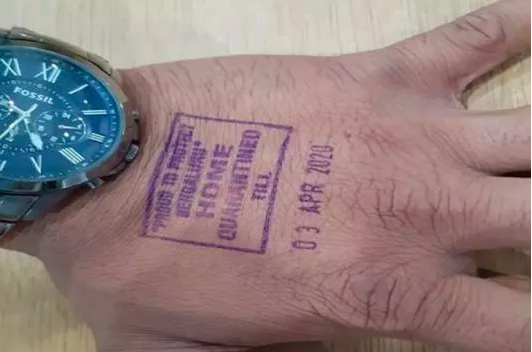 FOSSIL
"PROUD TO PROTECT
BENGALURU"
HOME
QUARANTINED
TILL
03 APR 2020